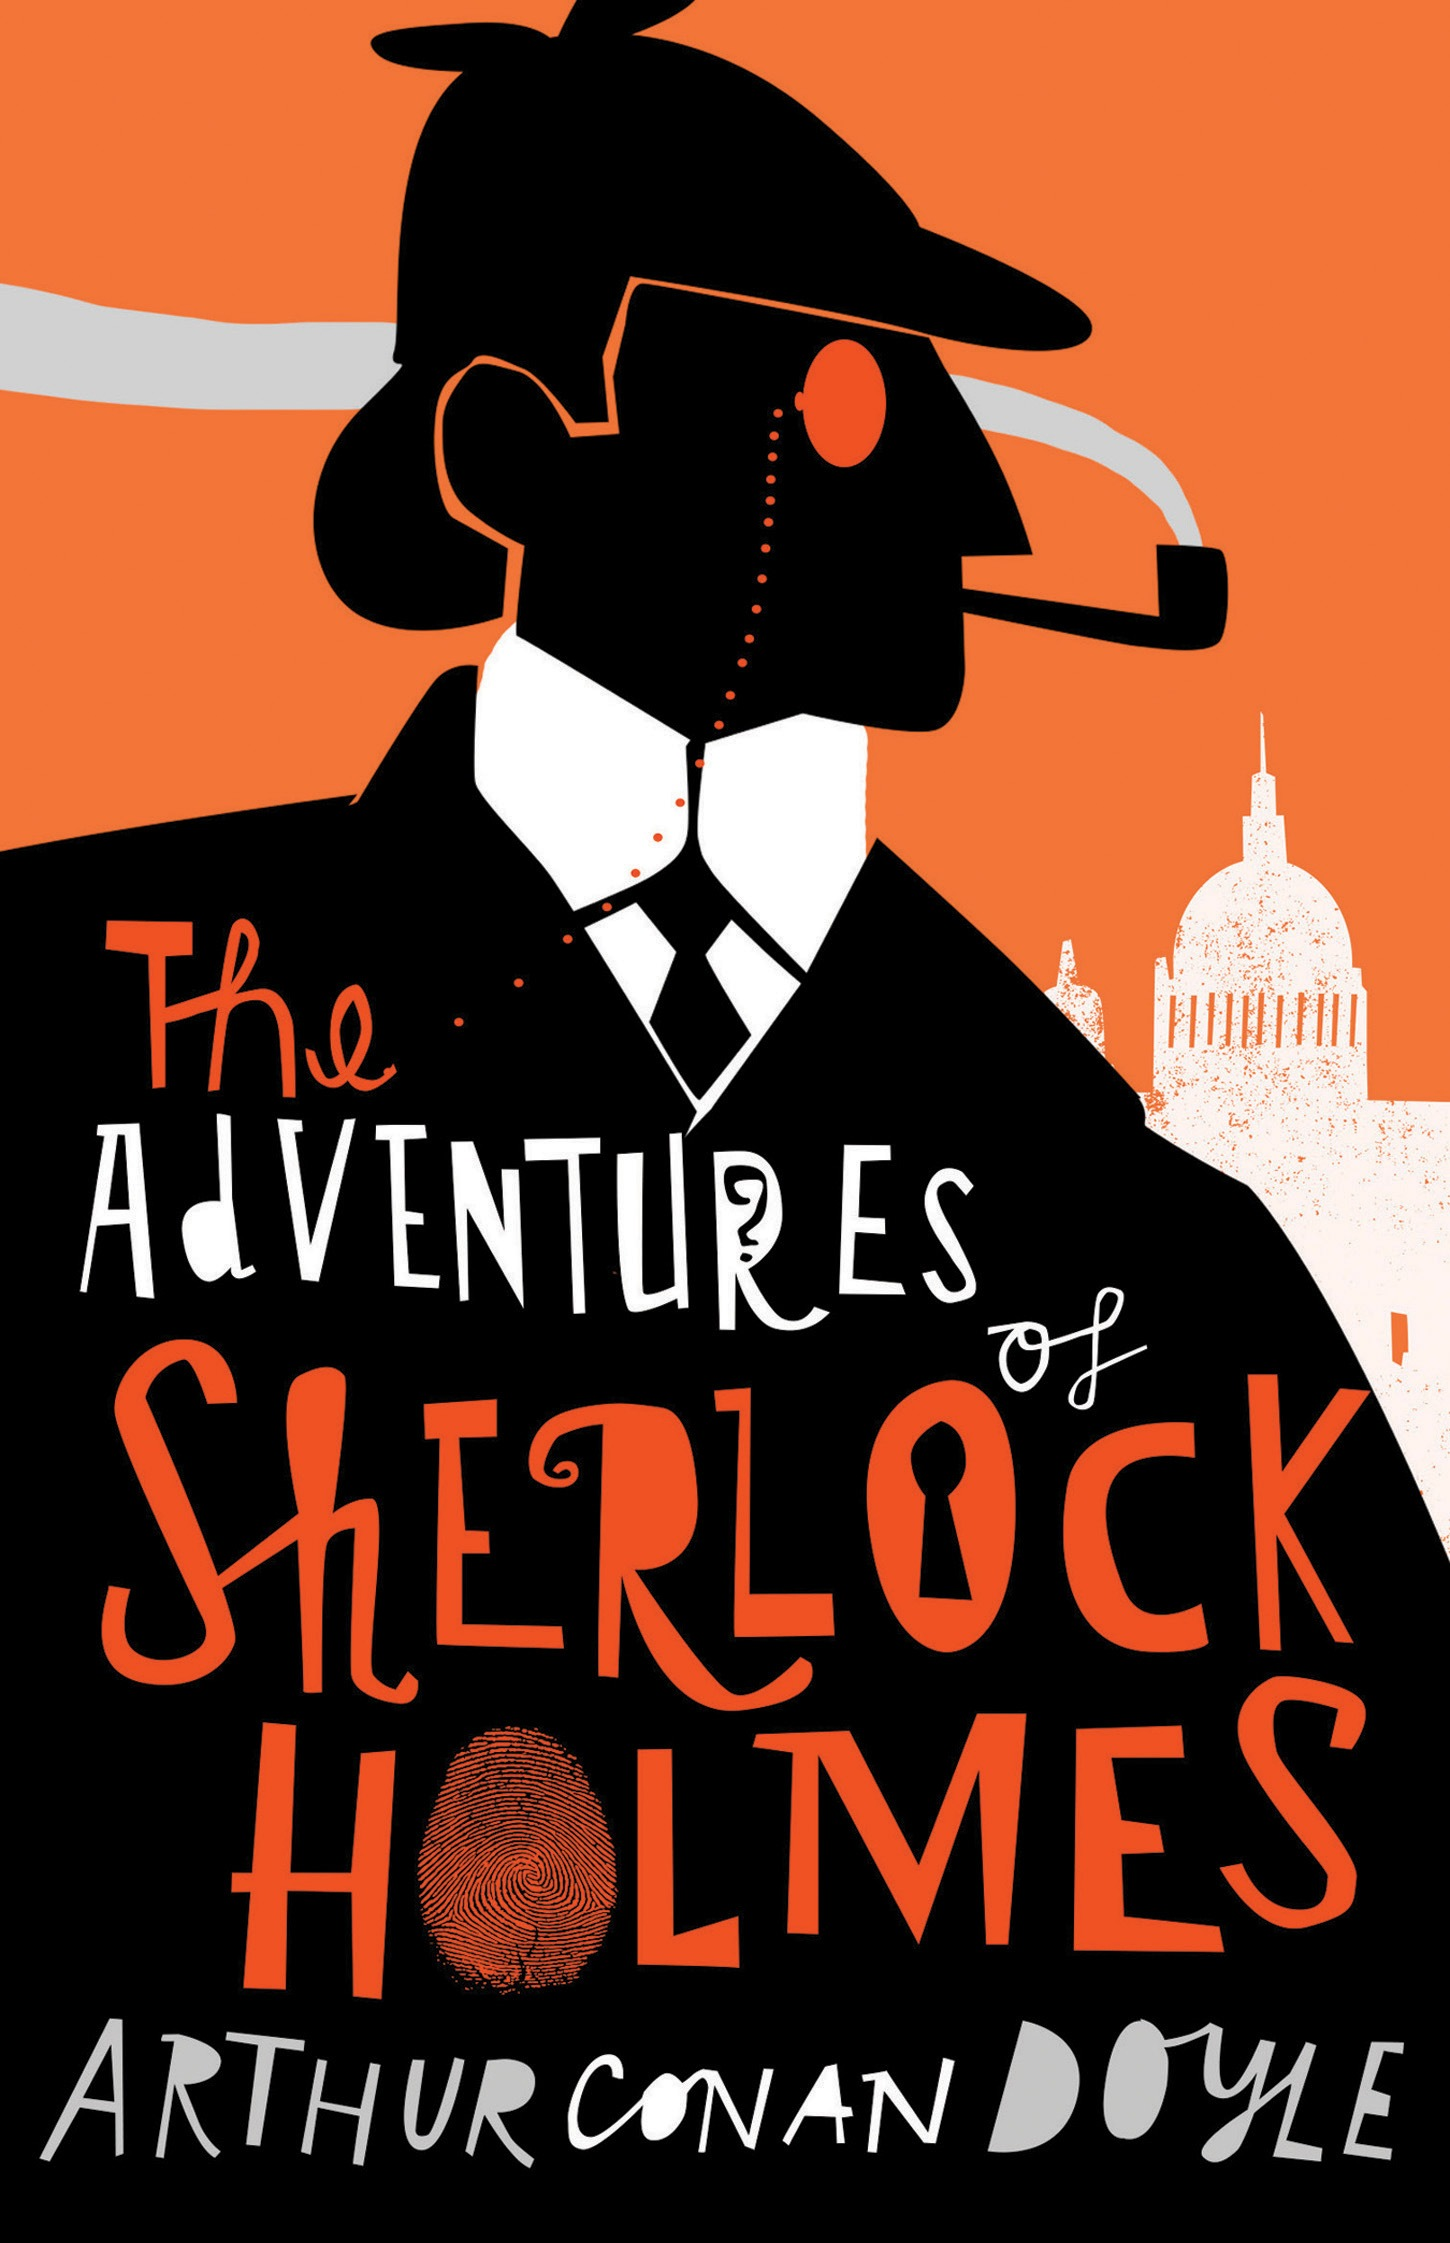 The
AdVENTURES
of
ShERLOCK
HOLMES
ARTHUR CONAN DOyLE